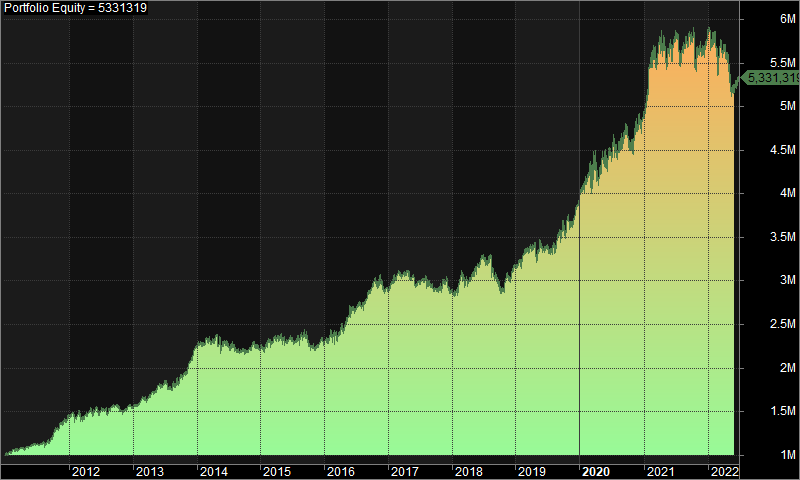 Portfolio Equity = 5331319
6M
5.5M
5,331,319
5M
4.5M
4M
3.5M
3M
2.5M
2M
1.5M
1M
2012 2013 2014 2015 2016 2017 2018 2019 2020 2021 2022